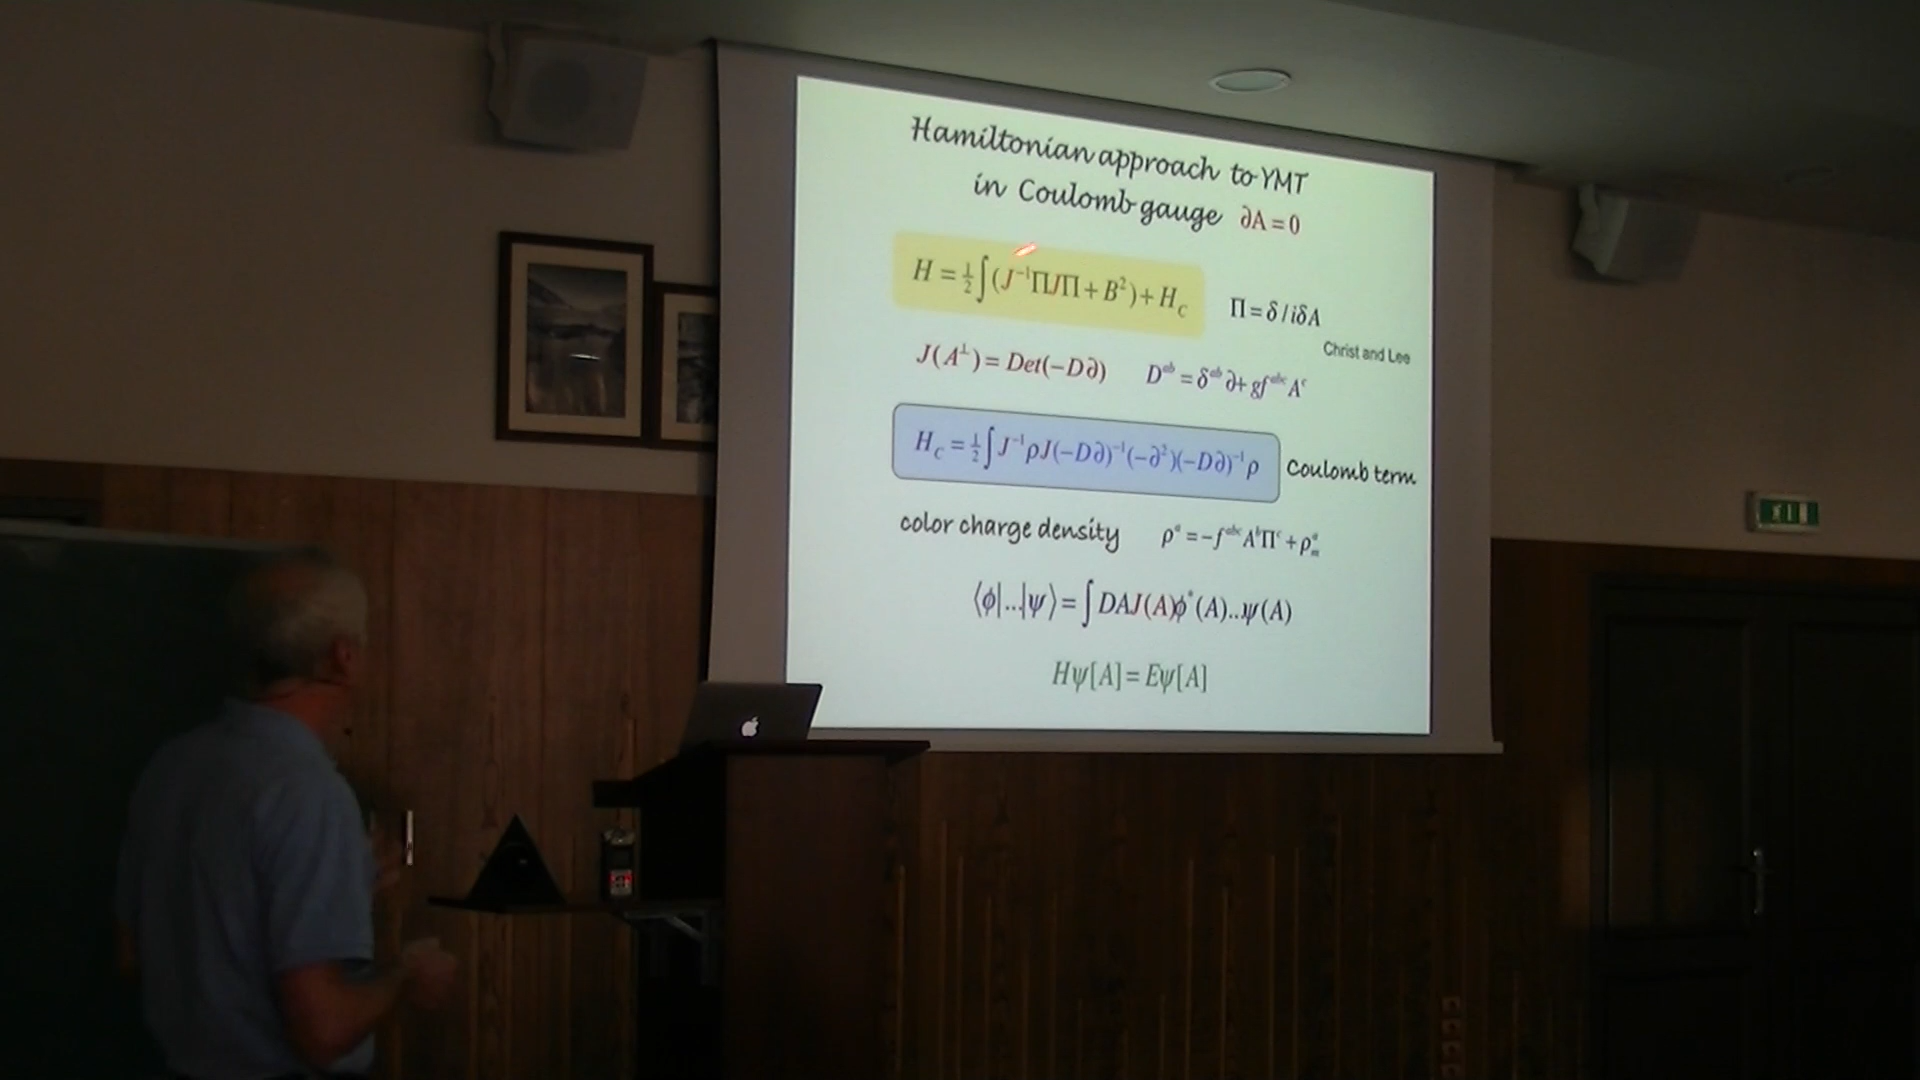 Hamiltonian approach to YMT
in Coulomb gauge ∂A = 0
H = ½∫(J⁻¹ΠJΠ + B²) + H_C
Π = δ / iδA
Christ and Lee
J(A^⊥) = Det(−D∂) D^ab = δ^ab ∂ + gf^abc A^c
H_C = ½∫J⁻¹ρJ(−D∂)⁻¹(−∂²)(−D∂)⁻¹ρ Coulomb term
color charge density ρ^a = −f^abc A^b Π^c + ρ_m^a
⟨ϕ|...|ψ⟩ = ∫DAJ(A)ϕ*(A)...ψ(A)
Hψ[A] = Eψ[A]
EXIT